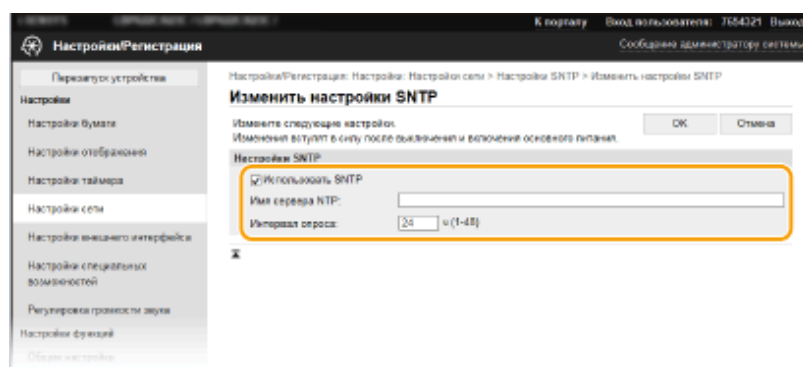 К порталу Вход пользователя: 7654321 Выход
Настройки/Регистрация
Сообщение администратору системы
Перезапуск устройства
Настройки
Настройки бумаги
Настройки отображения
Настройки таймера
Настройки сети
Настройки внешнего интерфейса
Настройки специальных
возможностей
Регулировка громкости звука
Настройки функций
Общие настройки
Настройки/Регистрация: Настройки: Настройки сети > Настройки SNTP > Изменить настройки SNTP
Изменить настройки SNTP
Измените следующие настройки.
Изменения вступят в силу после выключения и включения основного питания.
OK Отмена
Настройки SNTP
Использовать SNTP
Имя сервера NTP:
Интервал опроса: 24 ч (1-48)